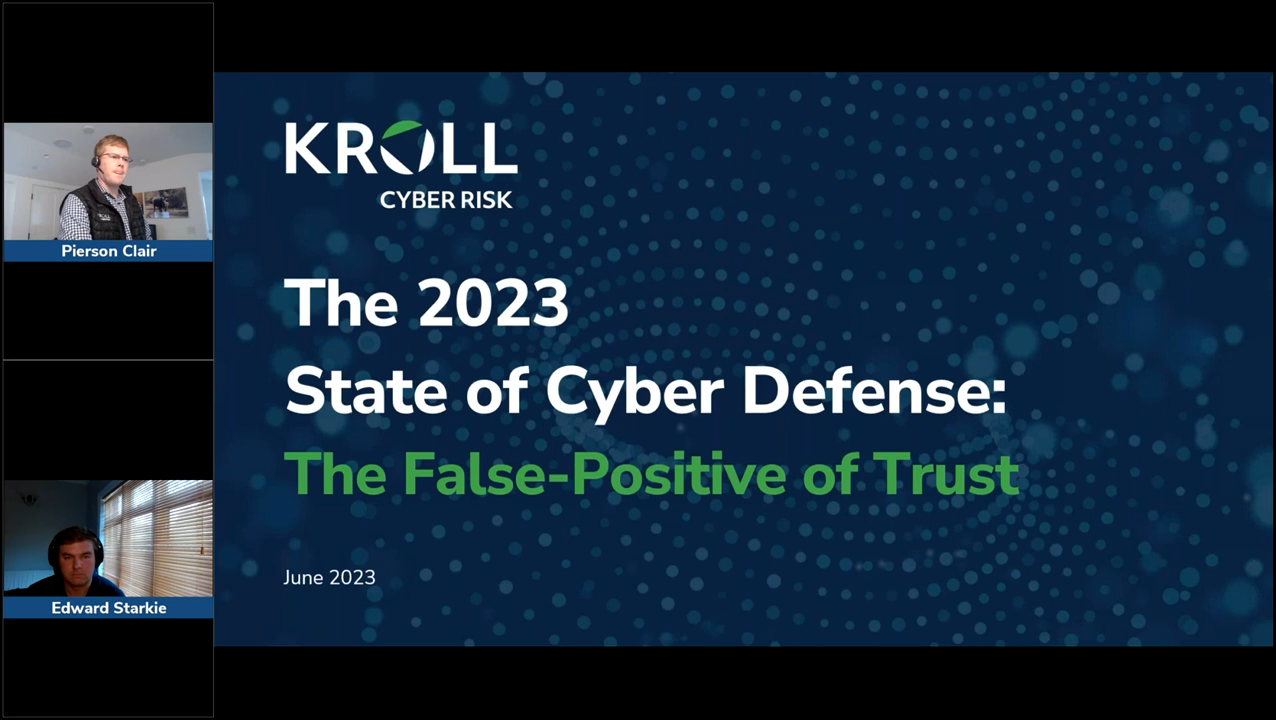 Pierson Clair
Edward Starkie
KROLL
CYBER RISK
The 2023
State of Cyber Defense:
The False-Positive of Trust
June 2023